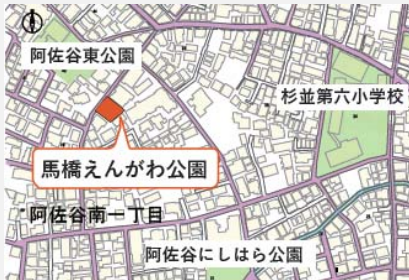 阿佐谷東公園
杉並第六小学校
馬橋えんがわ公園
阿佐谷南一丁目
阿佐谷にしはら公園